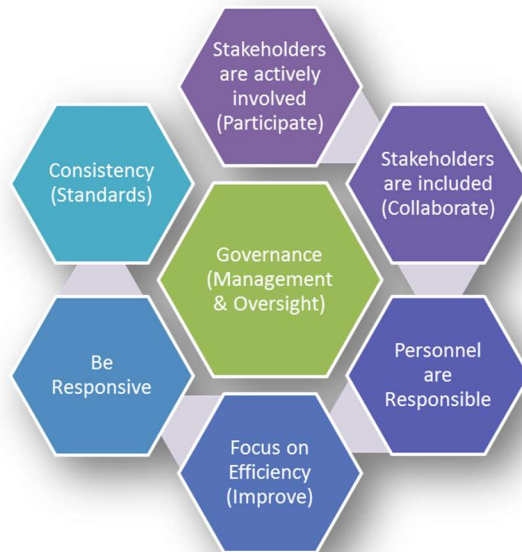 Stakeholders
are actively
involved
(Participate)
Stakeholders
are included
(Collaborate)
Personnel
are
Responsible
Focus on
Efficiency
(Improve)
Be
Responsive
Consistency
(Standards)
Governance
(Management
& Oversight)